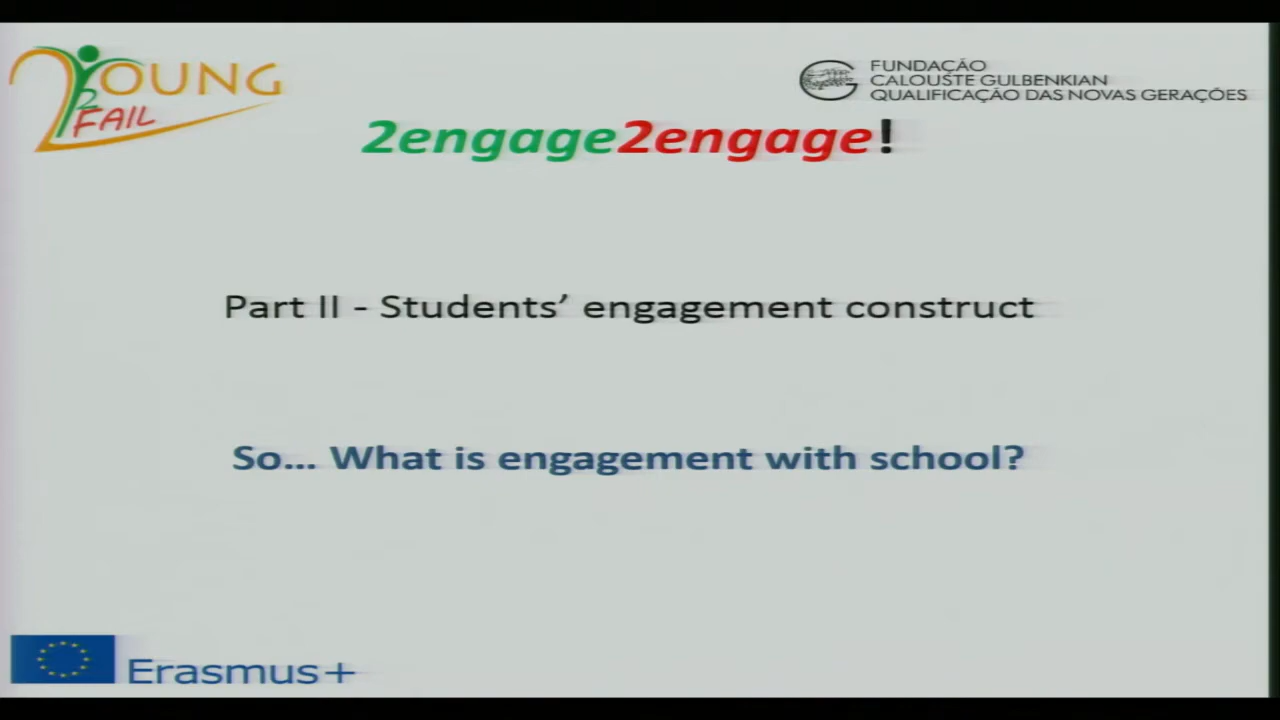 2YOUNG
2
FAIL
FUNDAÇÃO
CALOUSTE GULBENKIAN
QUALIFICAÇÃO DAS NOVAS GERAÇÕES
2engage2engage!
Part II - Students’ engagement construct
So... What is engagement with school?
Erasmus+